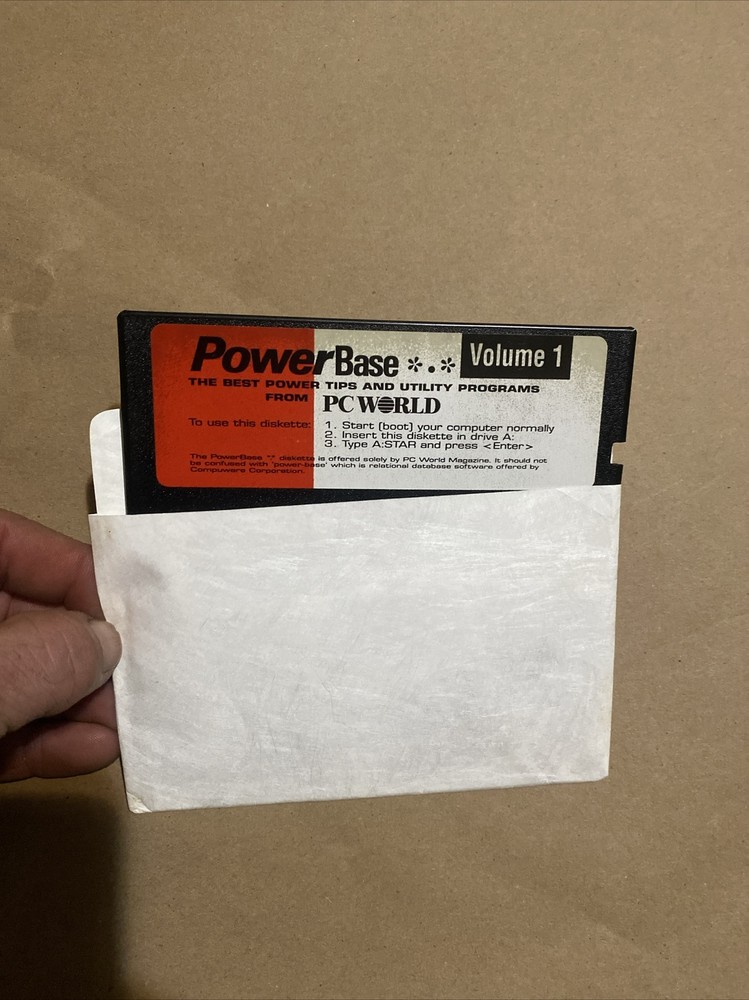 PowerBase *.* Volume 1
THE BEST POWER TIPS AND UTILITY PROGRAMS
FROM PC WORLD
To use this diskette: 1. Start (boot) your computer normally
2. Insert this diskette in drive A:
3. Type A:STAR and press <Enter>
The PowerBase *.* diskette is offered solely by PC World Magazine. It should not
be confused with 'power-base' which is relational database software offered by
Compuwere Corporation.